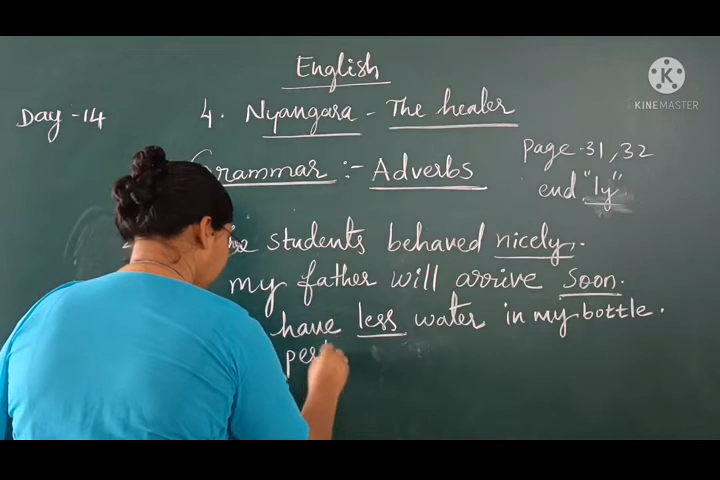 English
Day - 14
4. Nyangara - The healer
Grammar :- Adverbs
Page - 31, 32
end "ly"
students behaved nicely.
my father will arrive soon.
have less water in my bottle.
KINEMASTER